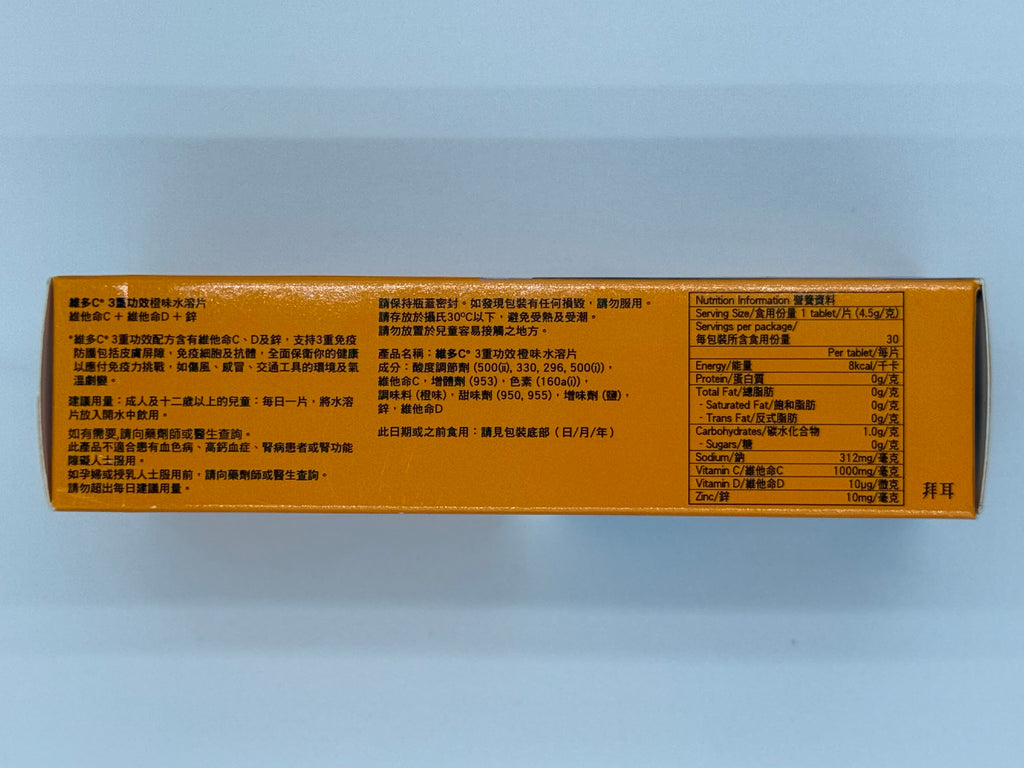 維多C® 3重功效橙味水溶片
維他命C + 維他命D + 鋅
*維多C® 3重功效配方含有維他命C、D及鋅，支持3重免疫
防護包括皮膚屏障，免疫細胞及抗體，全面保衛你的健康
以應付免疫力挑戰，如傷風、感冒、交通工具的環境及氣
溫劇變。
建議用量：成人及十二歲以上的兒童：每日一片，將水溶
片放入開水中飲用。
如有需要,請向藥劑師或醫生查詢。
此產品不適合患有血色病、高鈣血症、腎病患者或腎功能
障礙人士服用。
如孕婦或授乳人士服用前，請向藥劑師或醫生查詢。
請勿超出每日建議用量。
請保持瓶蓋密封。如發現包裝有任何損毀，請勿服用。
請存放於攝氏30ºC以下，避免受熱及受潮。
請勿放置於兒童容易接觸之地方。
產品名稱：維多C® 3重功效橙味水溶片
成分：酸度調節劑 (500(ii), 330, 296, 500(i))，
維他命C，增體劑 (953)，色素 (160a(i))，
調味料 (橙味)，甜味劑 (950, 955)，增味劑 (鹽)，
鋅，維他命D
此日期或之前食用：請見包裝底部（日/月/年）
Nutrition Information 營養資料
Serving Size/食用份量 1 tablet/片 (4.5g/克)
Servings per package/
每包裝所含食用份量 30
Per tablet/每片
Energy/能量 8kcal/千卡
Protein/蛋白質 0g/克
Total Fat/總脂肪 0g/克
- Saturated Fat/飽和脂肪 0g/克
- Trans Fat/反式脂肪 0g/克
Carbohydrates/碳水化合物 1.0g/克
- Sugars/糖 0g/克
Sodium/鈉 312mg/毫克
Vitamin C/維他命C 1000mg/毫克
Vitamin D/維他命D 10µg/微克
Zinc/鋅 10mg/毫克
拜耳